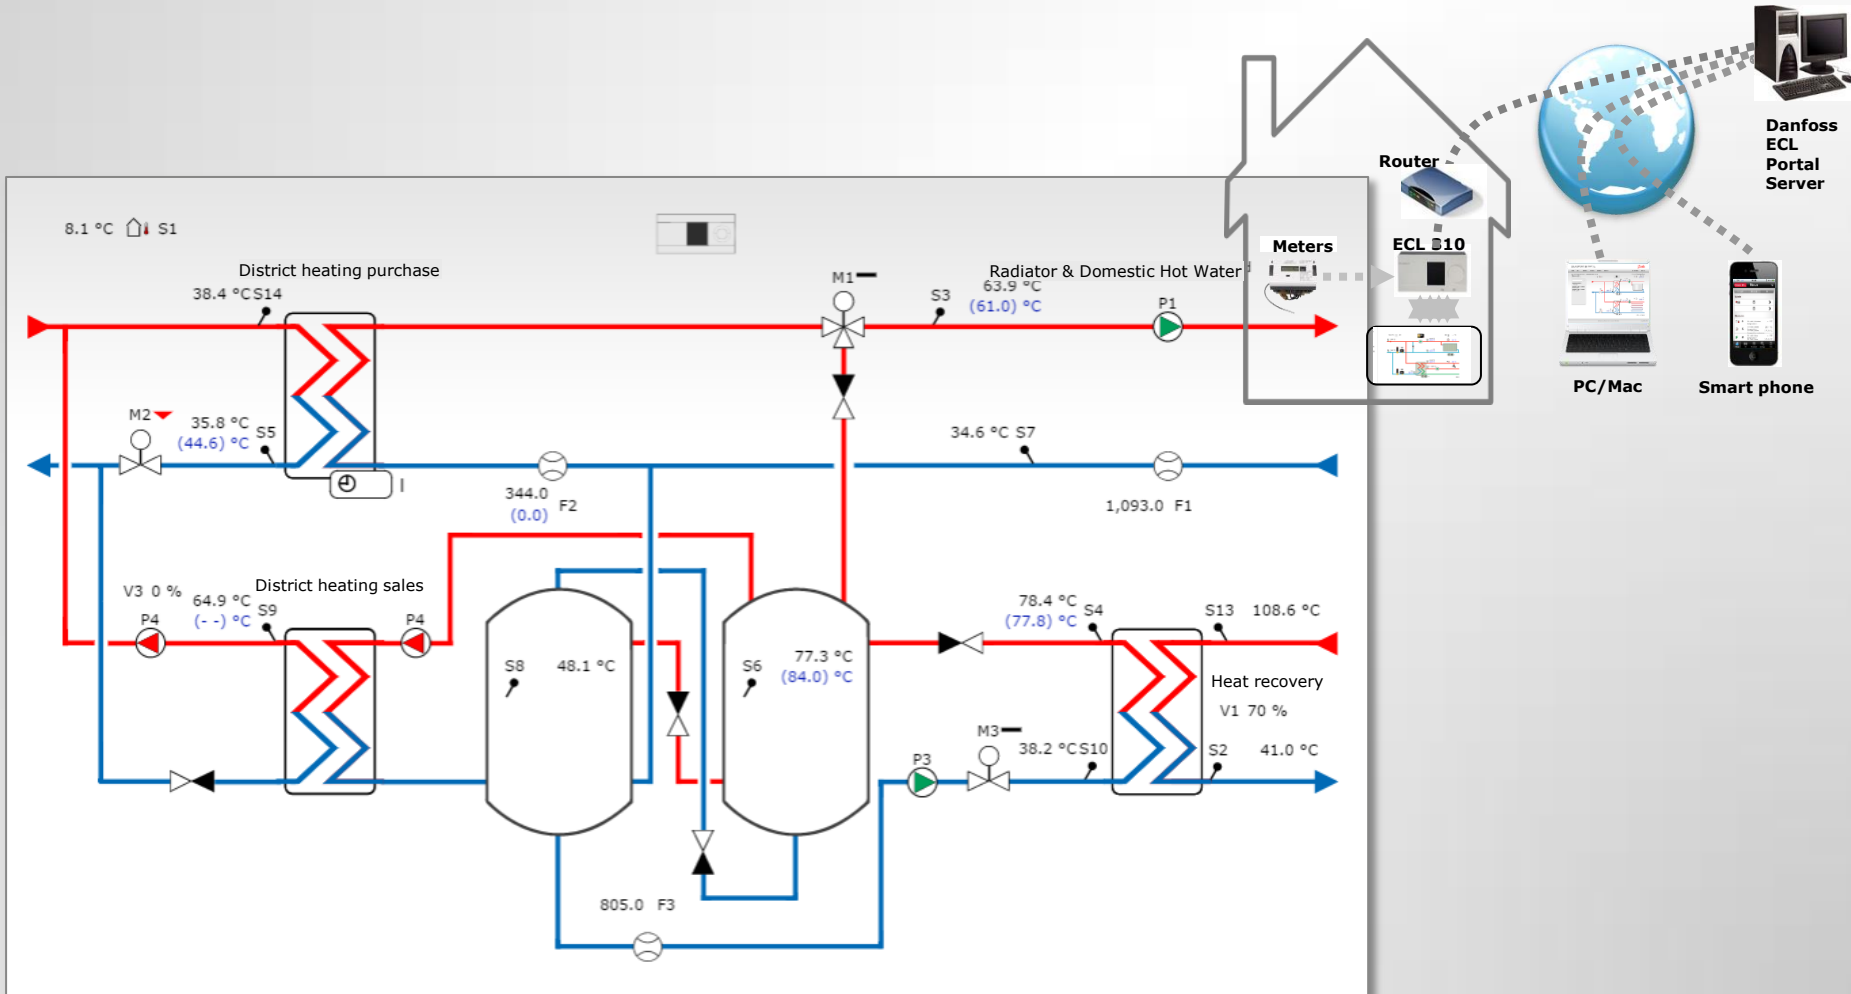 Danfoss
ECL
Portal
Server
Router
8.1 °C S1
Meters
ECL 310
District heating purchase
Radiator & Domestic Hot Water
M1
38.4 °C S14
S3 63.9 °C
(61.0) °C
P1
PC/Mac
Smart phone
M2
35.8 °C
(44.6) °C
S5
34.6 °C S7
I
344.0
(0.0)
F2
1,093.0 F1
District heating sales
V3 0 %
64.9 °C
(- -) °C
S9
P4
P4
78.4 °C
(77.8) °C
S4
S13 108.6 °C
S8 48.1 °C
S6
77.3 °C
(84.0) °C
Heat recovery
V1 70 %
M3
38.2 °C S10
S2 41.0 °C
P3
805.0 F3